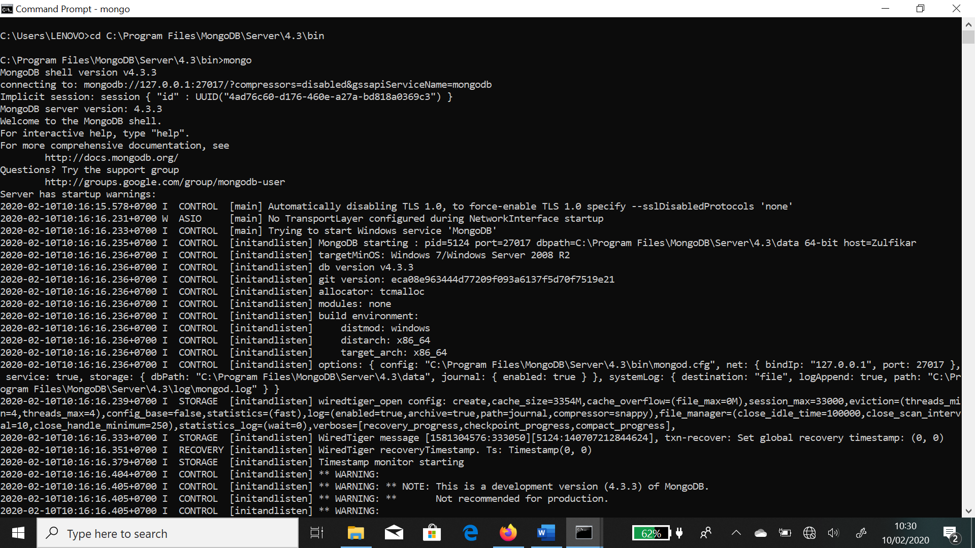 Command Prompt - mongo
C:\Users\LENOVO>cd C:\Program Files\MongoDB\Server\4.3\bin
C:\Program Files\MongoDB\Server\4.3\bin>mongo
MongoDB shell version v4.3.3
connecting to: mongodb://127.0.0.1:27017/?compressors=disabled&gssapiServiceName=mongodb
Implicit session: session { "id" : UUID("4ad76c60-d176-460e-a27a-bd818a0369c3") }
MongoDB server version: 4.3.3
Welcome to the MongoDB shell.
For interactive help, type "help".
For more comprehensive documentation, see
http://docs.mongodb.org/
Questions? Try the support group
http://groups.google.com/group/mongodb-user
Server has startup warnings:
2020-02-10T10:16:15.578+0700 I  CONTROL  [main] Automatically disabling TLS 1.0, to force-enable TLS 1.0 specify --sslDisabledProtocols 'none'
2020-02-10T10:16:16.231+0700 W  ASIO     [main] No TransportLayer configured during NetworkInterface startup
2020-02-10T10:16:16.233+0700 I  CONTROL  [main] Trying to start Windows service 'MongoDB'
2020-02-10T10:16:16.235+0700 I  CONTROL  [initandlisten] MongoDB starting : pid=5124 port=27017 dbpath=C:\Program Files\MongoDB\Server\4.3\data 64-bit host=Zulfikar
2020-02-10T10:16:16.236+0700 I  CONTROL  [initandlisten] targetMinOS: Windows 7/Windows Server 2008 R2
2020-02-10T10:16:16.236+0700 I  CONTROL  [initandlisten] db version v4.3.3
2020-02-10T10:16:16.236+0700 I  CONTROL  [initandlisten] git version: eca08e963444d77209f093a6137f5d70f7519e21
2020-02-10T10:16:16.236+0700 I  CONTROL  [initandlisten] allocator: tcmalloc
2020-02-10T10:16:16.236+0700 I  CONTROL  [initandlisten] modules: none
2020-02-10T10:16:16.236+0700 I  CONTROL  [initandlisten] build environment:
2020-02-10T10:16:16.236+0700 I  CONTROL  [initandlisten]     distmod: windows
2020-02-10T10:16:16.236+0700 I  CONTROL  [initandlisten]     distarch: x86_64
2020-02-10T10:16:16.236+0700 I  CONTROL  [initandlisten]     target_arch: x86_64
2020-02-10T10:16:16.236+0700 I  CONTROL  [initandlisten] options: { config: "C:\Program Files\MongoDB\Server\4.3\bin\mongod.cfg", net: { bindIp: "127.0.0.1", port: 27017 },
service: true, storage: { dbPath: "C:\Program Files\MongoDB\Server\4.3\data", journal: { enabled: true } }, systemLog: { destination: "file", logAppend: true, path: "C:\Pr
ogram Files\MongoDB\Server\4.3\log\mongod.log" } }
2020-02-10T10:16:16.239+0700 I  STORAGE  [initandlisten] wiredtiger_open config: create,cache_size=3354M,cache_overflow=(file_max=0M),session_max=33000,eviction=(threads_mi
n=4,threads_max=4),config_base=false,statistics=(fast),log=(enabled=true,archive=true,path=journal,compressor=snappy),file_manager=(close_idle_time=100000,close_scan_interv
al=10,close_handle_minimum=250),statistics_log=(wait=0),verbose=[recovery_progress,checkpoint_progress,compact_progress],
2020-02-10T10:16:16.333+0700 I  STORAGE  [initandlisten] WiredTiger message [1581304576:333050][5124:140707212844624], txn-recover: Set global recovery timestamp: (0, 0)
2020-02-10T10:16:16.351+0700 I  RECOVERY [initandlisten] WiredTiger recoveryTimestamp. Ts: Timestamp(0, 0)
2020-02-10T10:16:16.379+0700 I  STORAGE  [initandlisten] Timestamp monitor starting
2020-02-10T10:16:16.404+0700 I  CONTROL  [initandlisten] ** WARNING:
2020-02-10T10:16:16.405+0700 I  CONTROL  [initandlisten] ** WARNING: ** NOTE: This is a development version (4.3.3) of MongoDB.
2020-02-10T10:16:16.405+0700 I  CONTROL  [initandlisten] ** WARNING: **       Not recommended for production.
2020-02-10T10:16:16.405+0700 I  CONTROL  [initandlisten] ** WARNING:
Type here to search
62%
10:30
10/02/2020
2